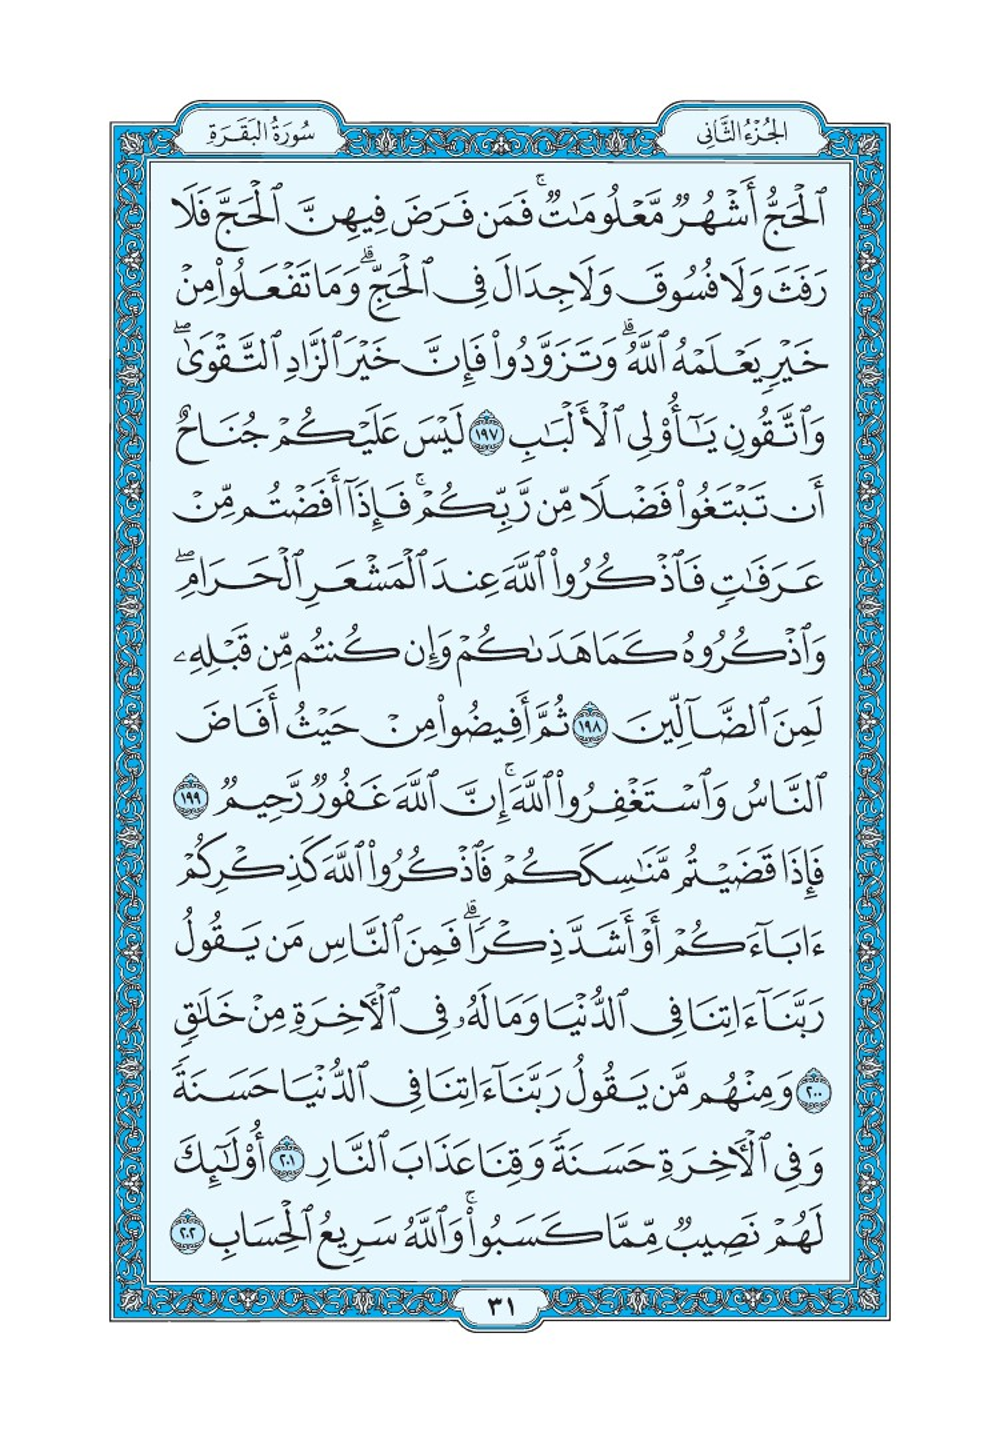 الجُزْءُ الثَّانِي
سُورَةُ البَقَرَةِ
ٱلْحَجُّ أَشْهُرٌ مَّعْلُومَٰتٌ ۚ فَمَن فَرَضَ فِيهِنَّ ٱلْحَجَّ فَلَا
رَفَثَ وَلَا فُسُوقَ وَلَا جِدَالَ فِى ٱلْحَجِّ ۗ وَمَا تَفْعَلُوا۟ مِنْ
خَيْرٍ يَعْلَمْهُ ٱللَّهُ ۗ وَتَزَوَّدُوا۟ فَإِنَّ خَيْرَ ٱلزَّادِ ٱلتَّقْوَىٰ ۖ
وَٱتَّقُونِ يَٰٓأُو۟لِى ٱلْأَلْبَٰبِ ١٩٧ لَيْسَ عَلَيْكُمْ جُنَاحٌ
أَن تَبْتَغُوا۟ فَضْلًا مِّن رَّبِّكُمْ ۚ فَإِذَآ أَفَضْتُم مِّنْ
عَرَفَٰتٍ فَٱذْكُرُوا۟ ٱللَّهَ عِندَ ٱلْمَشْعَرِ ٱلْحَرَامِ ۖ
وَٱذْكُرُوهُ كَمَا هَدَىٰكُمْ وَإِن كُنتُم مِّن قَبْلِهِۦ
لَمِنَ ٱلضَّآلِّينَ ١٩٨ ثُمَّ أَفِيضُوا۟ مِنْ حَيْثُ أَفَاضَ
ٱلنَّاسُ وَٱسْتَغْفِرُوا۟ ٱللَّهَ ۚ إِنَّ ٱللَّهَ غَفُورٌ رَّحِيمٌ ١٩٩
فَإِذَا قَضَيْتُم مَّنَٰسِكَكُمْ فَٱذْكُرُوا۟ ٱللَّهَ كَذِكْرِكُمْ
ءَابَآءَكُمْ أَوْ أَشَدَّ ذِكْرًا ۗ فَمِنَ ٱلنَّاسِ مَن يَقُولُ
رَبَّنَآ ءَاتِنَا فِى ٱلدُّنْيَا وَمَا لَهُۥ فِى ٱلْأَخِرَةِ مِنْ خَلَٰقٍ
٢٠٠ وَمِنْهُم مَّن يَقُولُ رَبَّنَآ ءَاتِنَا فِى ٱلدُّنْيَا حَسَنَةً
وَفِى ٱلْأَخِرَةِ حَسَنَةً وَقِنَا عَذَابَ ٱلنَّارِ ٢٠١ أُو۟لَٰٓئِكَ
لَهُمْ نَصِيبٌ مِّمَّا كَسَبُوا۟ ۚ وَٱللَّهُ سَرِيعُ ٱلْحِسَابِ ٢٠٢
٣١